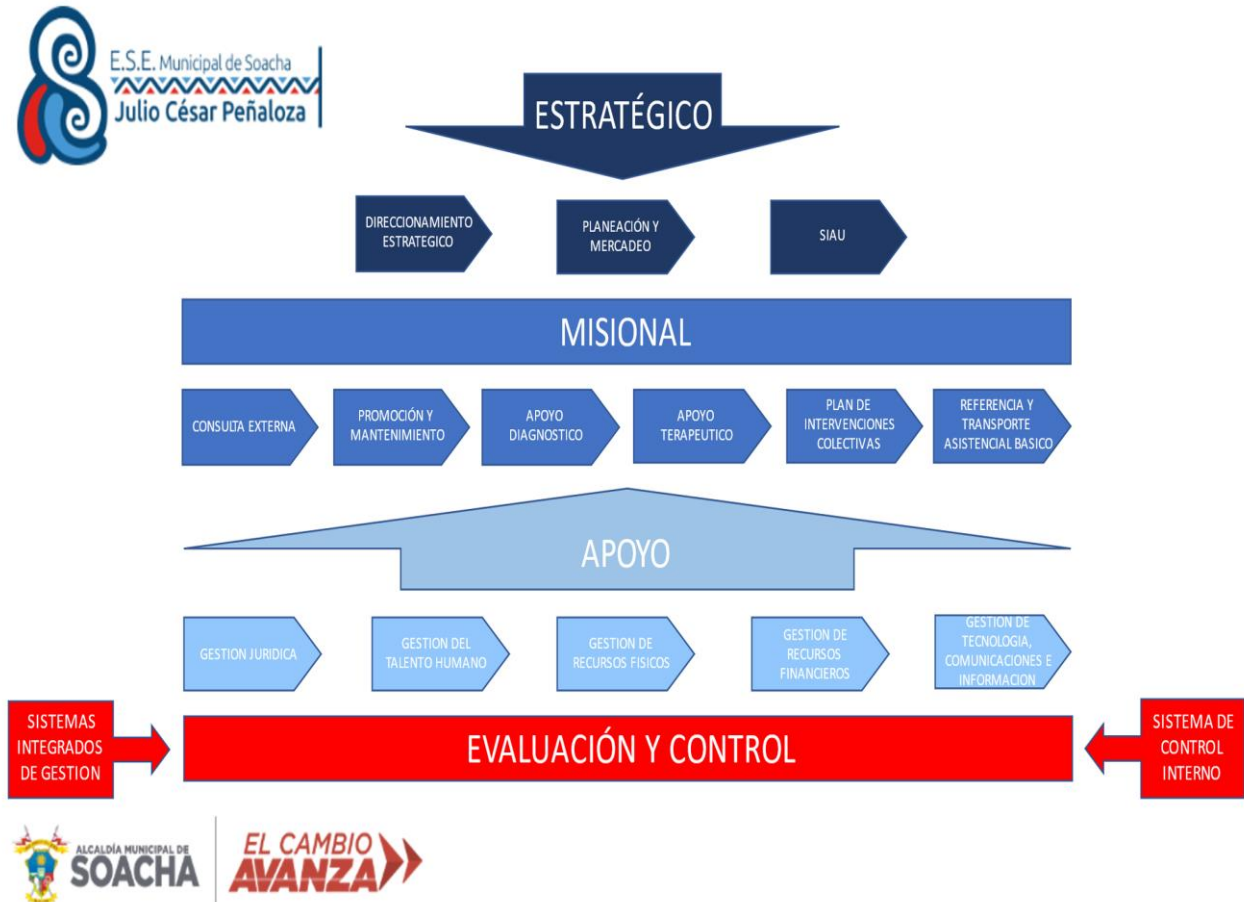 E.S.E. Municipal de Soacha
Julio César Peñaloza
ESTRATÉGICO
DIRECCIONAMIENTO
ESTRATEGICO
PLANEACIÓN Y
MERCADEO
SIAU
MISIONAL
CONSULTA EXTERNA
PROMOCIÓN Y
MANTENIMIENTO
APOYO
DIAGNOSTICO
APOYO
TERAPEUTICO
PLAN DE
INTERVENCIONES
COLECTIVAS
REFERENCIA Y
TRANSPORTE
ASISTENCIAL BASICO
APOYO
GESTION JURIDICA
GESTION DEL
TALENTO HUMANO
GESTION DE
RECURSOS FISICOS
GESTION DE
RECURSOS
FINANCIEROS
GESTION DE
TECNOLOGIA,
COMUNICACIONES E
INFORMACION
SISTEMAS
INTEGRADOS
DE GESTION
EVALUACIÓN Y CONTROL
SISTEMA DE
CONTROL
INTERNO
ALCALDÍA MUNICIPAL DE
SOACHA
EL CAMBIO
AVANZA